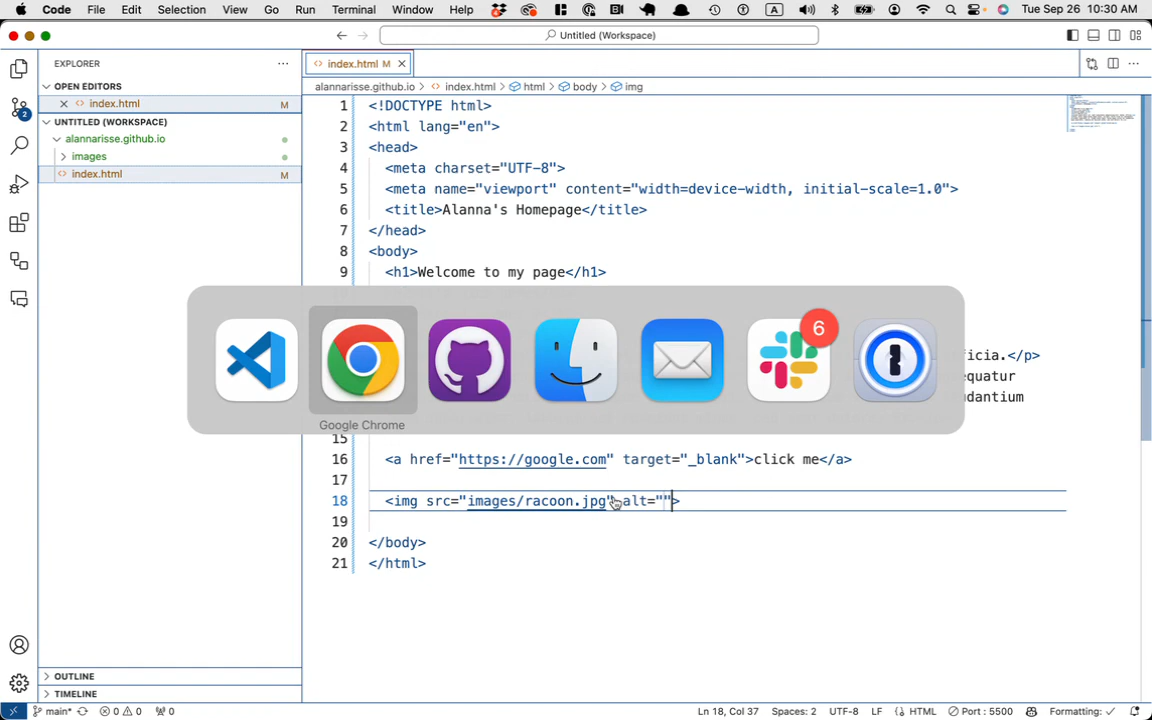 Code File Edit Selection View Go Run Terminal Window Help A Tue Sep 26 10:30 AM
Untitled (Workspace)
EXPLORER
OPEN EDITORS
index.html M
UNTITLED (WORKSPACE)
alannarisse.github.io
images
index.html M
OUTLINE
TIMELINE
2
index.html M
alannarisse.github.io > index.html > html > body > img
1 <!DOCTYPE html>
2 <html lang="en">
3 <head>
4 <meta charset="UTF-8">
5 <meta name="viewport" content="width=device-width, initial-scale=1.0">
6 <title>Alanna's Homepage</title>
7 </head>
8 <body>
9 <h1>Welcome to my page</h1>
6
Google Chrome
ficia.</p>
equatur
udantium
15
16 <a href="https://google.com" target="_blank">click me</a>
17
18 <img src="images/racoon.jpg" alt="">
19
20 </body>
21 </html>
main* 0 0 0 Ln 18, Col 37 Spaces: 2 UTF-8 LF {} HTML Port : 5500 Formatting: ✓